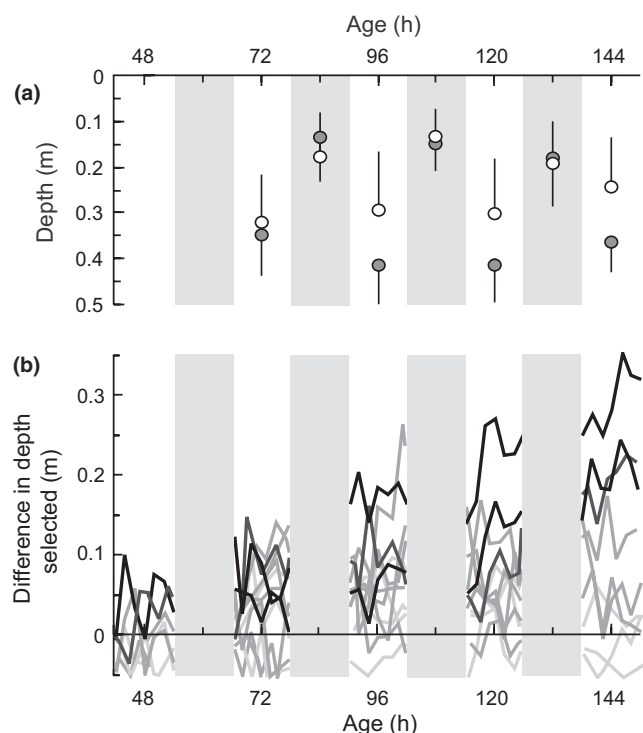 Age (h)
48 72 96 120 144
(a)
0
0.1
0.2
0.3
0.4
0.5
Depth (m)
(b)
0.3
0.2
0.1
0
Difference in depth
selected (m)
48 72 96 120 144
Age (h)